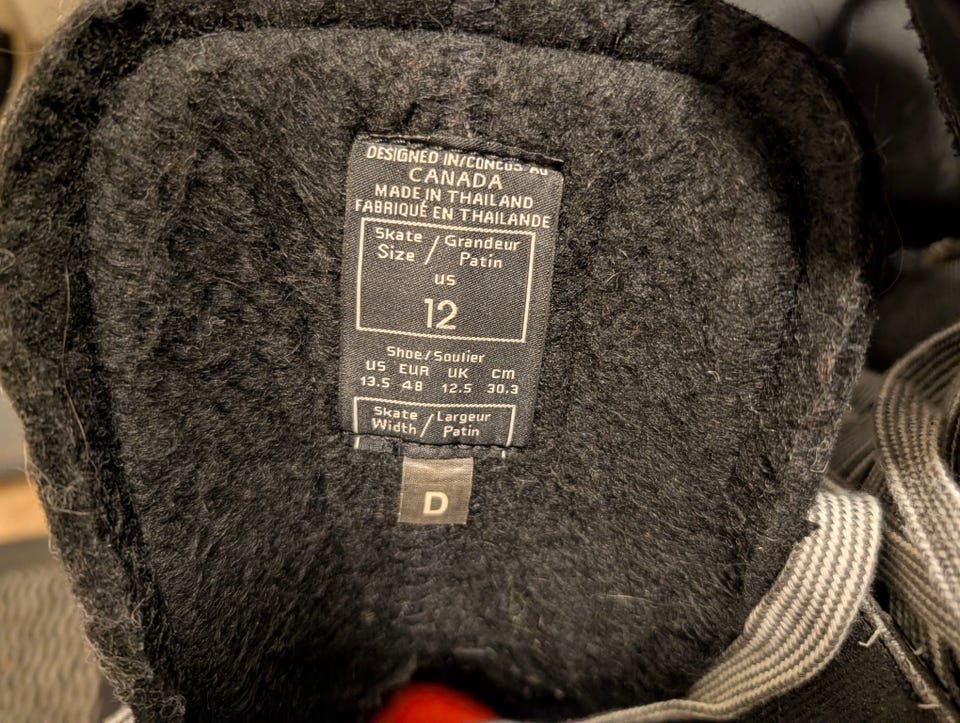 DESIGNED IN/CONÇUS AU
CANADA
MADE IN THAILAND
FABRIQUÉ EN THAILANDE
Skate Size / Grandeur Patin
US
12
Shoe/Soulier
US EUR UK cm
13.5 48 12.5 30.3
Skate Width / Largeur Patin
D